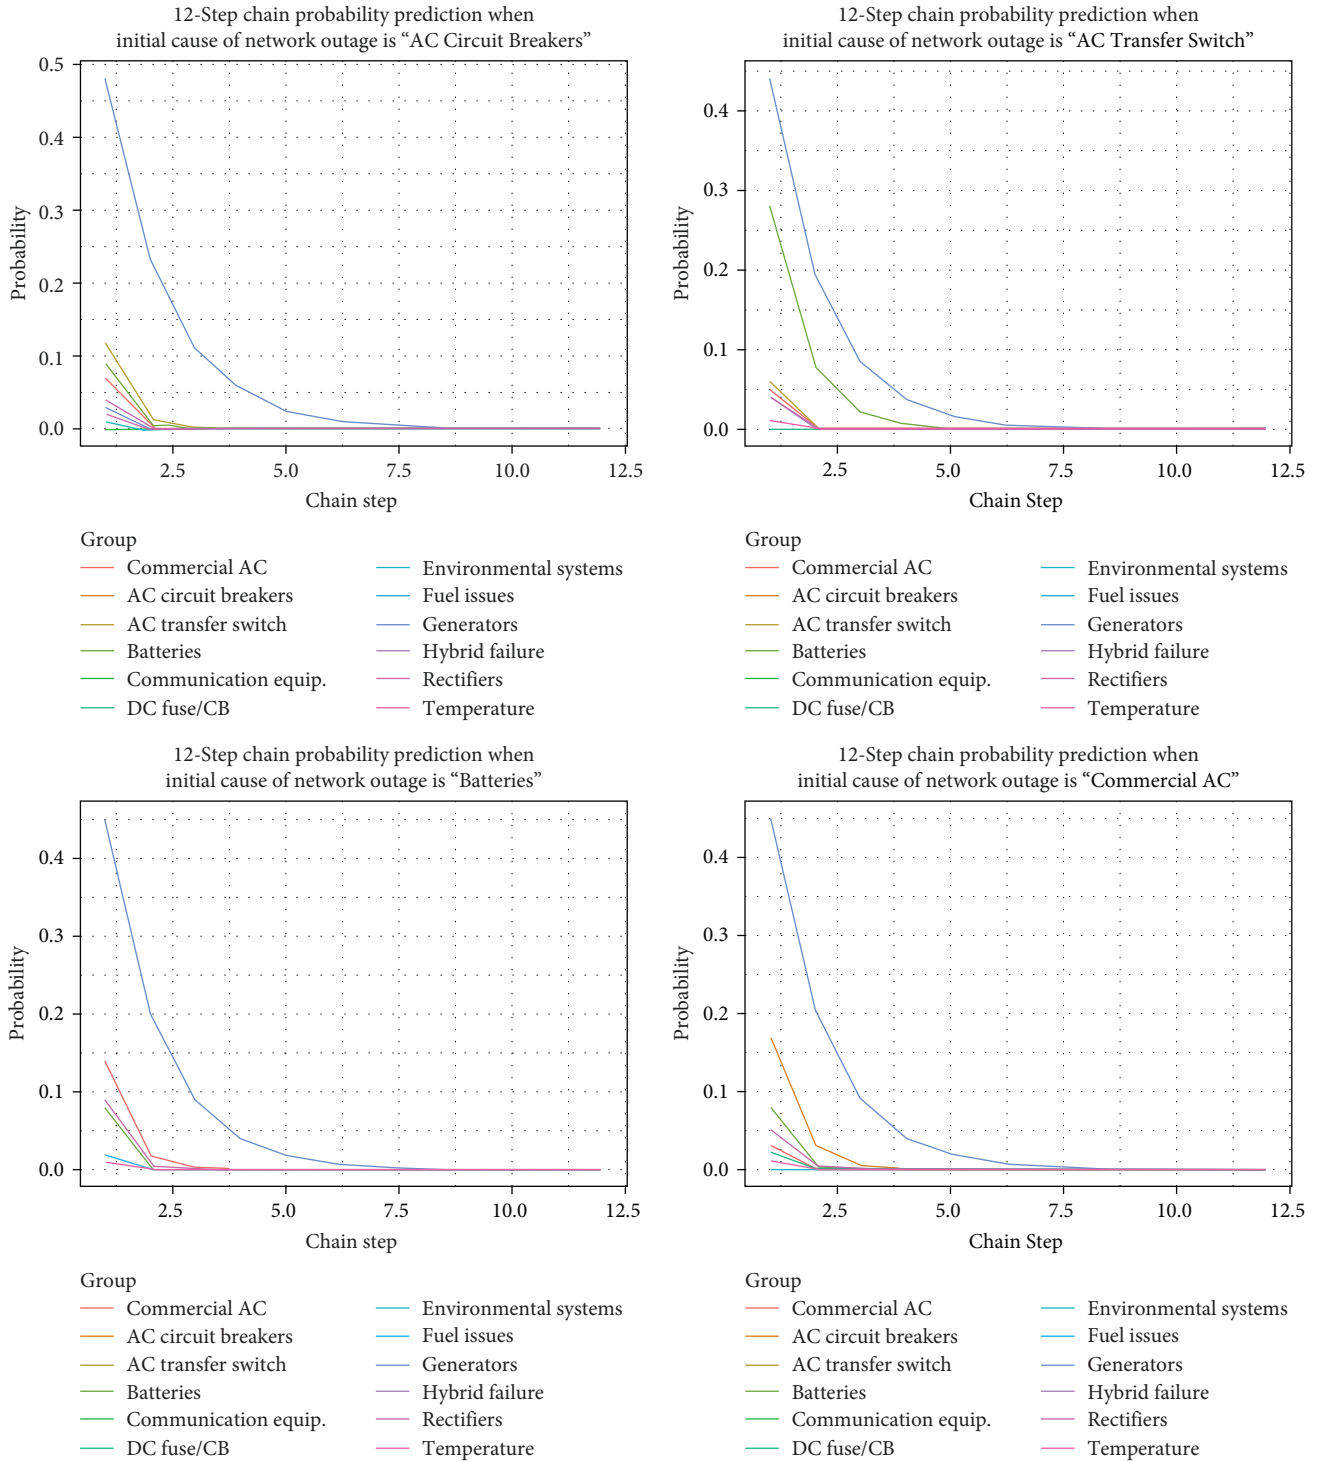 12-Step chain probability prediction when
initial cause of network outage is “AC Circuit Breakers”
0.5
0.4
0.3
0.2
0.1
0.0
Probability
2.5
5.0
7.5
10.0
12.5
Chain step
Group
Commercial AC
AC circuit breakers
AC transfer switch
Batteries
Communication equip.
DC fuse/CB
Environmental systems
Fuel issues
Generators
Hybrid failure
Rectifiers
Temperature
12-Step chain probability prediction when
initial cause of network outage is “AC Transfer Switch”
0.4
0.3
0.2
0.1
0.0
Probability
2.5
5.0
7.5
10.0
12.5
Chain Step
Group
Commercial AC
AC circuit breakers
AC transfer switch
Batteries
Communication equip.
DC fuse/CB
Environmental systems
Fuel issues
Generators
Hybrid failure
Rectifiers
Temperature
12-Step chain probability prediction when
initial cause of network outage is “Batteries”
0.4
0.3
0.2
0.1
0.0
Probability
2.5
5.0
7.5
10.0
12.5
Chain step
Group
Commercial AC
AC circuit breakers
AC transfer switch
Batteries
Communication equip.
DC fuse/CB
Environmental systems
Fuel issues
Generators
Hybrid failure
Rectifiers
Temperature
12-Step chain probability prediction when
initial cause of network outage is “Commercial AC”
0.4
0.3
0.2
0.1
0.0
Probability
2.5
5.0
7.5
10.0
12.5
Chain Step
Group
Commercial AC
AC circuit breakers
AC transfer switch
Batteries
Communication equip.
DC fuse/CB
Environmental systems
Fuel issues
Generators
Hybrid failure
Rectifiers
Temperature